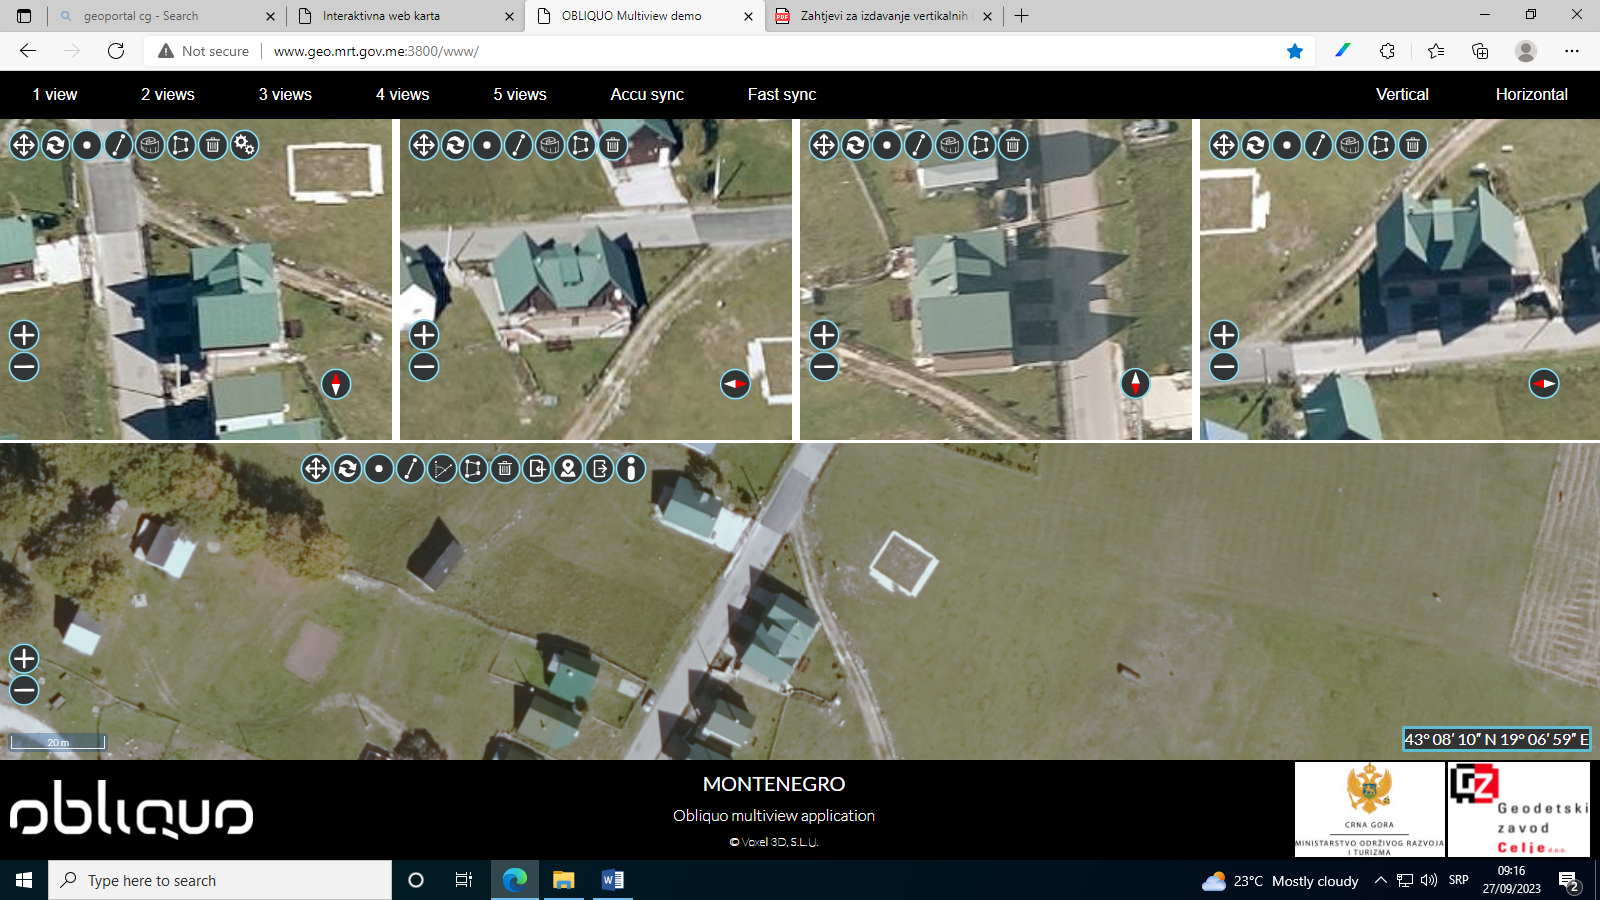 geoportal cg - Search
Interaktivna web karta
OBLIQUO Multiview demo
PDF
Zahtjevi za izdavanje vertikalnih
Not secure
www.geo.mrt.gov.me:3800/www/
1 view
2 views
3 views
4 views
5 views
Accu sync
Fast sync
Vertical
Horizontal
20 m
43° 08′ 10″ N 19° 06′ 59″ E
obliquo
MONTENEGRO
Obliquo multiview application
© Voxel 3D, S.L.U.
CRNA GORA
MINISTARSTVO ODRŽIVOG RAZVOJA
I TURIZMA
GZ
Geodetski
zavod
Celje d.o.o.
Type here to search
W
23°C Mostly cloudy
SRP
09:16
27/09/2023
2